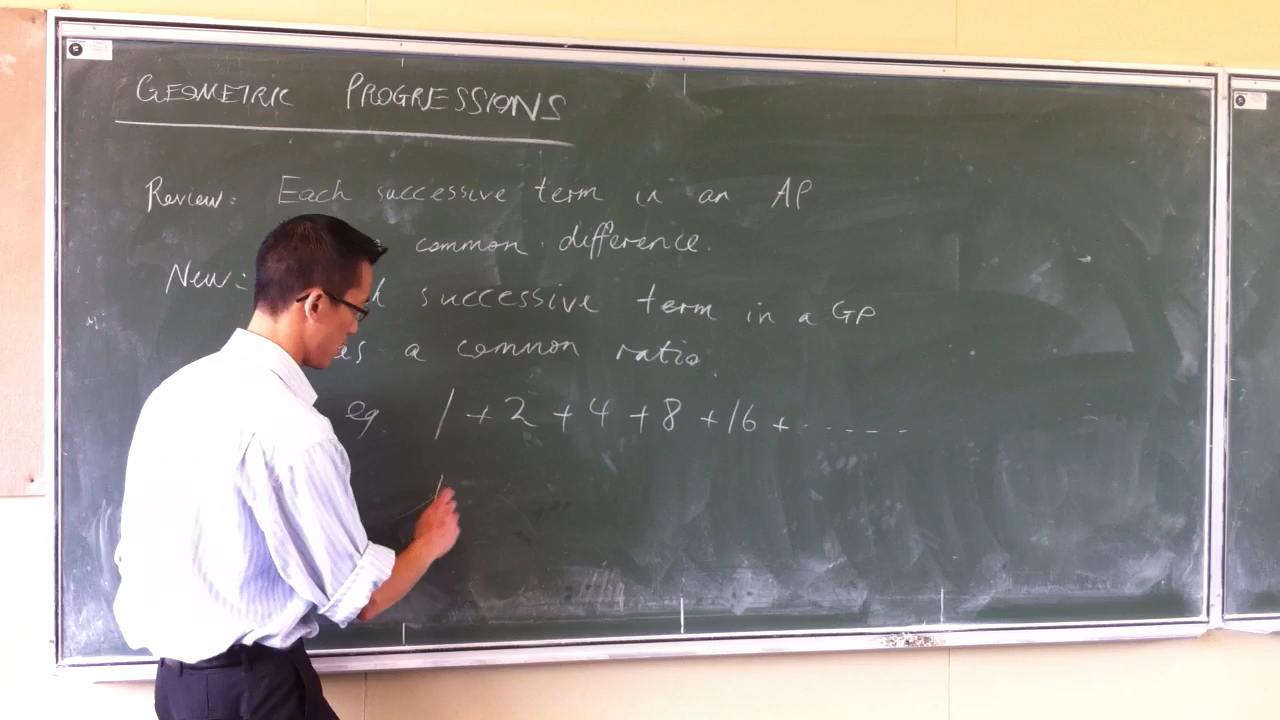 GEOMETRIC PROGRESSIONS
Review: Each successive term in an AP
common difference.
New: successive term in a GP
as a common ratio.
eg. 1 + 2 + 4 + 8 + 16 + ........